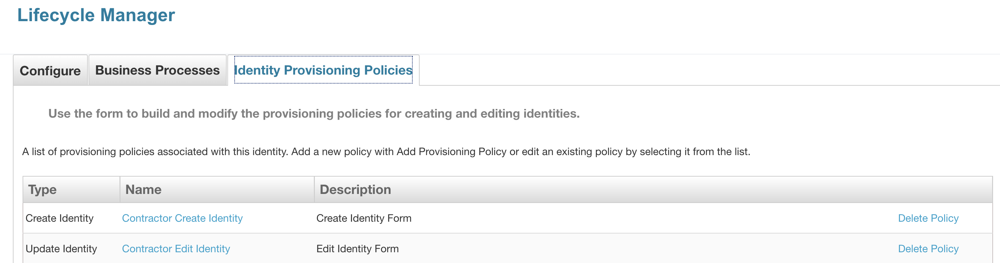 Lifecycle Manager
Configure Business Processes Identity Provisioning Policies
Use the form to build and modify the provisioning policies for creating and editing identities.
A list of provisioning policies associated with this identity. Add a new policy with Add Provisioning Policy or edit an existing policy by selecting it from the list.
Type Name Description
Create Identity Contractor Create Identity Create Identity Form Delete Policy
Update Identity Contractor Edit Identity Edit Identity Form Delete Policy